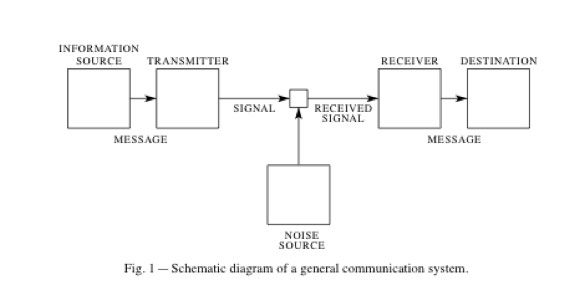 INFORMATION
SOURCE
TRANSMITTER
RECEIVER
DESTINATION
SIGNAL
RECEIVED
SIGNAL
MESSAGE
MESSAGE
NOISE
SOURCE
Fig. 1 — Schematic diagram of a general communication system.